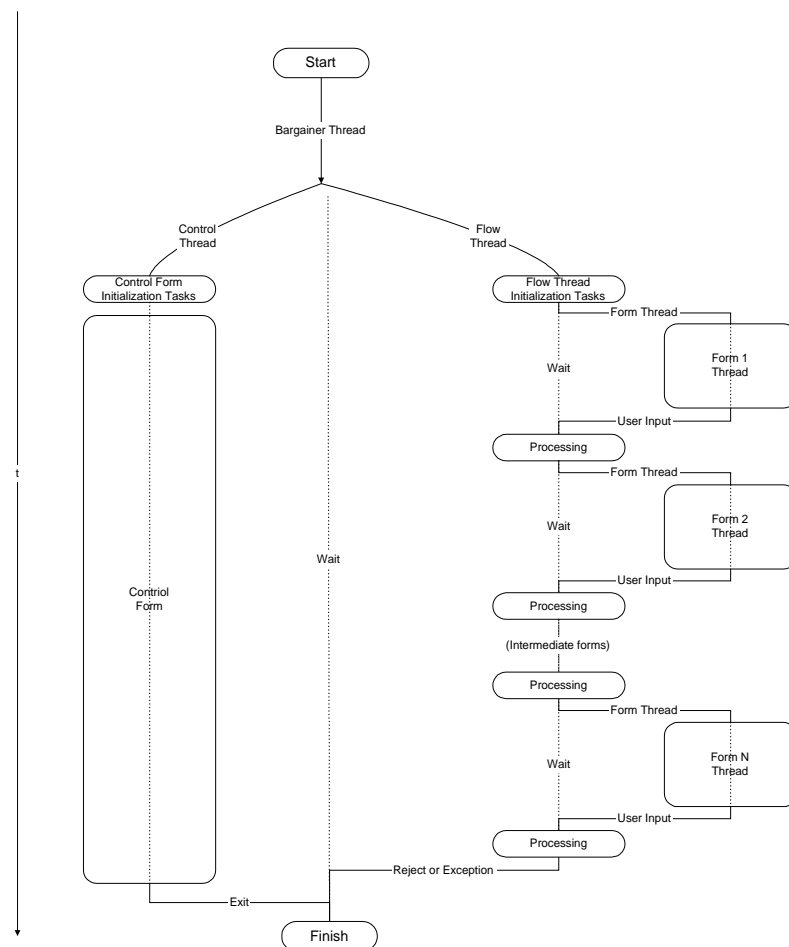 Start
Bargainer Thread
Control
Thread
Flow
Thread
Control Form
Initialization Tasks
Flow Thread
Initialization Tasks
Form Thread
Form 1
Thread
Wait
User Input
Processing
Form Thread
t
Form 2
Thread
Wait
Wait
User Input
Contriol
Form
Processing
(Intermediate forms)
Processing
Form Thread
Form N
Thread
Wait
User Input
Processing
Reject or Exception
Exit
Finish